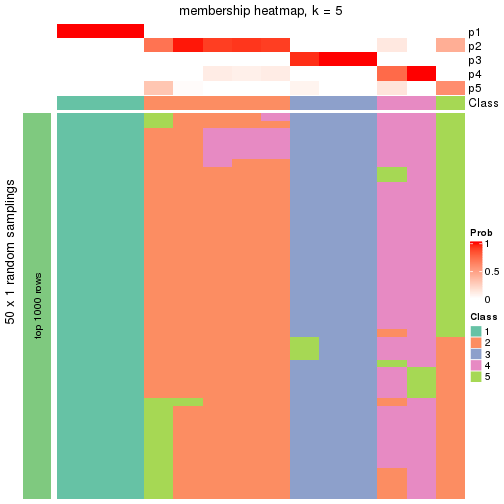 membership heatmap, k = 5
p1
p2
p3
p4
p5
Class
50 x 1 random samplings
top 1000 rows
Prob
1
0.5
0
Class
1
2
3
4
5